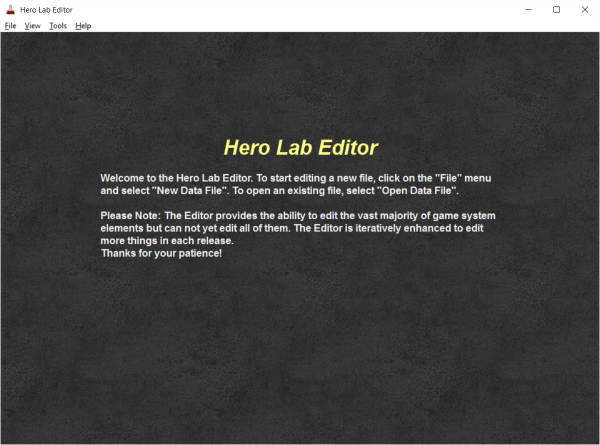 Hero Lab Editor
File View Tools Help
Hero Lab Editor
Welcome to the Hero Lab Editor. To start editing a new file, click on the "File" menu
and select "New Data File". To open an existing file, select "Open Data File".
Please Note: The Editor provides the ability to edit the vast majority of game system
elements but can not yet edit all of them. The Editor is iteratively enhanced to edit
more things in each release.
Thanks for your patience!